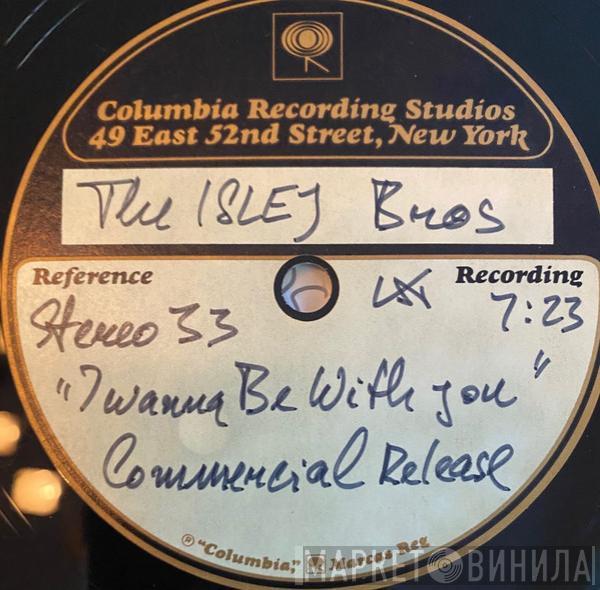 Columbia Recording Studios
49 East 52nd Street, New York
The ISLEY Bros
Reference
Recording
Stereo 33
7:23
"I wanna Be With you"
Commercial Release
® "Columbia," Marcas Reg.
МАРКЕТ ВИНИЛА